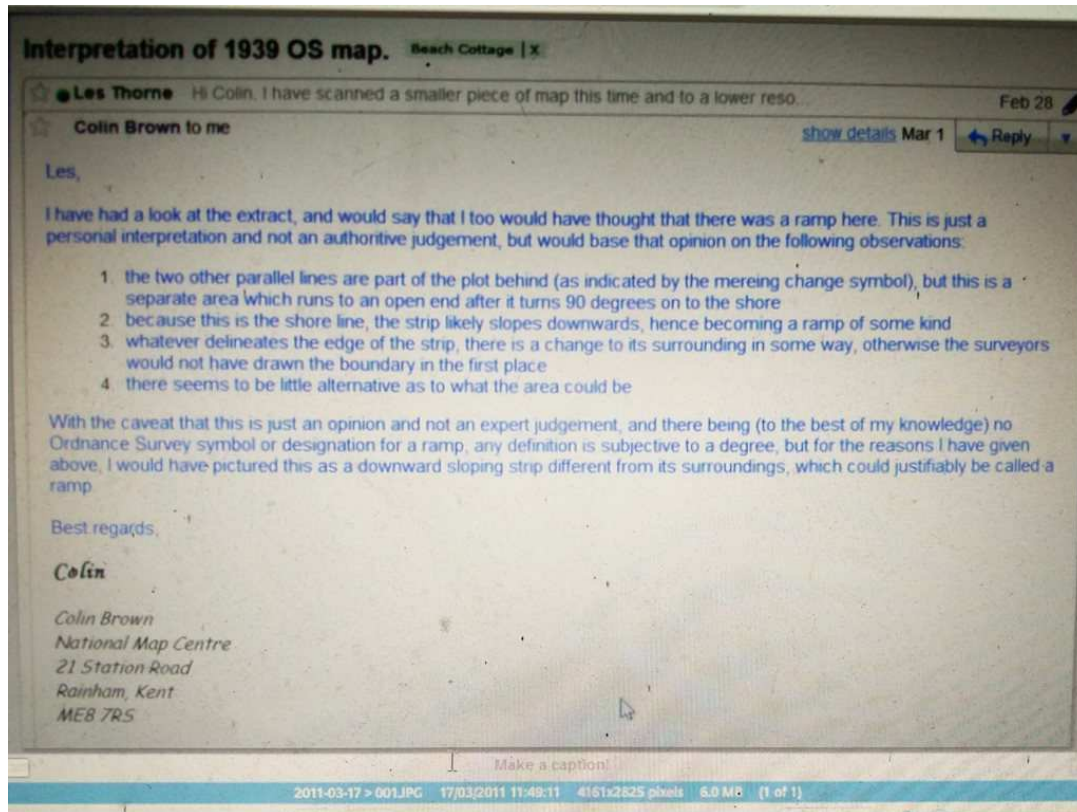 Interpretation of 1939 OS map. Beach Cottage | X
Les Thorne Hi Colin. I have scanned a smaller piece of map this time and to a lower reso... Feb 28
Colin Brown to me show details Mar 1 Reply
Les,
I have had a look at the extract, and would say that I too would have thought that there was a ramp here. This is just a
personal interpretation and not an authoritive judgement, but would base that opinion on the following observations:
1. the two other parallel lines are part of the plot behind (as indicated by the mereing change symbol), but this is a
separate area which runs to an open end after it turns 90 degrees on to the shore
2. because this is the shore line, the strip likely slopes downwards, hence becoming a ramp of some kind
3. whatever delineates the edge of the strip, there is a change to its surrounding in some way, otherwise the surveyors
would not have drawn the boundary in the first place
4. there seems to be little alternative as to what the area could be
With the caveat that this is just an opinion and not an expert judgement, and there being (to the best of my knowledge) no
Ordnance Survey symbol or designation for a ramp, any definition is subjective to a degree, but for the reasons I have given
above, I would have pictured this as a downward sloping strip different from its surroundings, which could justifiably be called a
ramp
Best regards,
Colin
Colin Brown
National Map Centre
21 Station Road
Rainham, Kent
ME8 7RS
Make a caption!
2011-03-17 > 001.JPG 17/03/2011 11:49:11 4161x2825 pixels 6.0 MB (1 of 1)